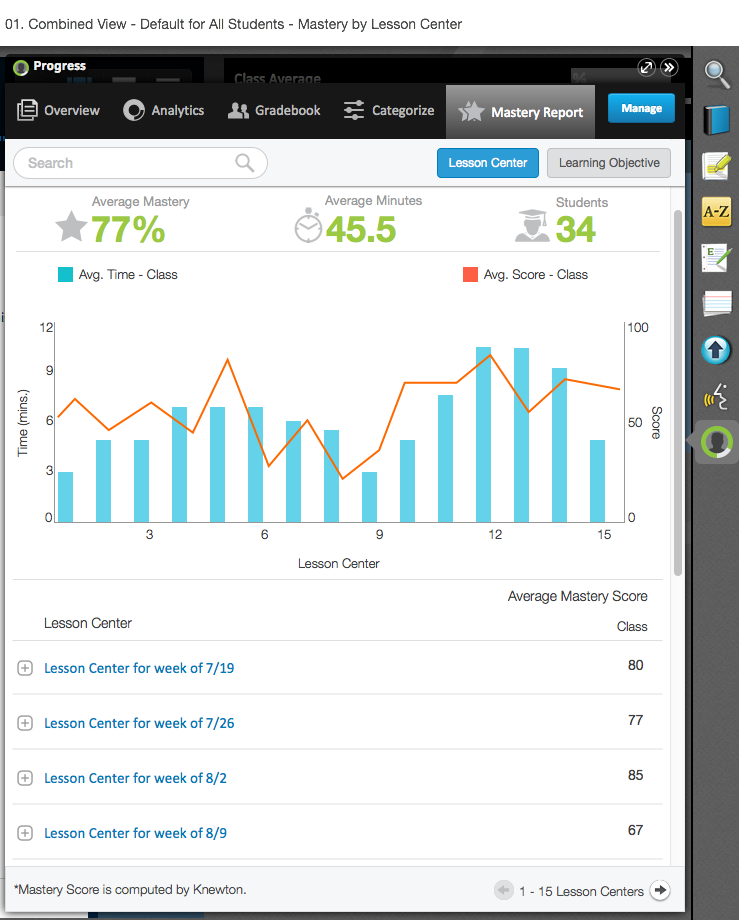 01. Combined View - Default for All Students - Mastery by Lesson Center
Progress
Class Average
%
Overview
Analytics
Gradebook
Categorize
Mastery Report
Manage
Search
Lesson Center
Learning Objective
Average Mastery
77%
Average Minutes
45.5
Students
34
Avg. Time - Class
Avg. Score - Class
12
9
6
3
0
Time (mins.)
100
50
0
Score
3 6 9 12 15
Lesson Center
Average Mastery Score
Lesson Center
Class
Lesson Center for week of 7/19 80
Lesson Center for week of 7/26 77
Lesson Center for week of 8/2 85
Lesson Center for week of 8/9 67
*Mastery Score is computed by Knewton.
1 - 15 Lesson Centers
A-Z
E